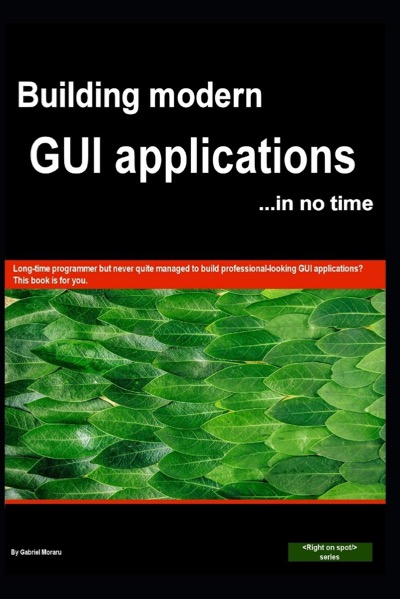 Building modern
GUI applications
...in no time
Long-time programmer but never quite managed to build professional-looking GUI applications?
This book is for you.
By Gabriel Moraru
<Right on spot/>
series